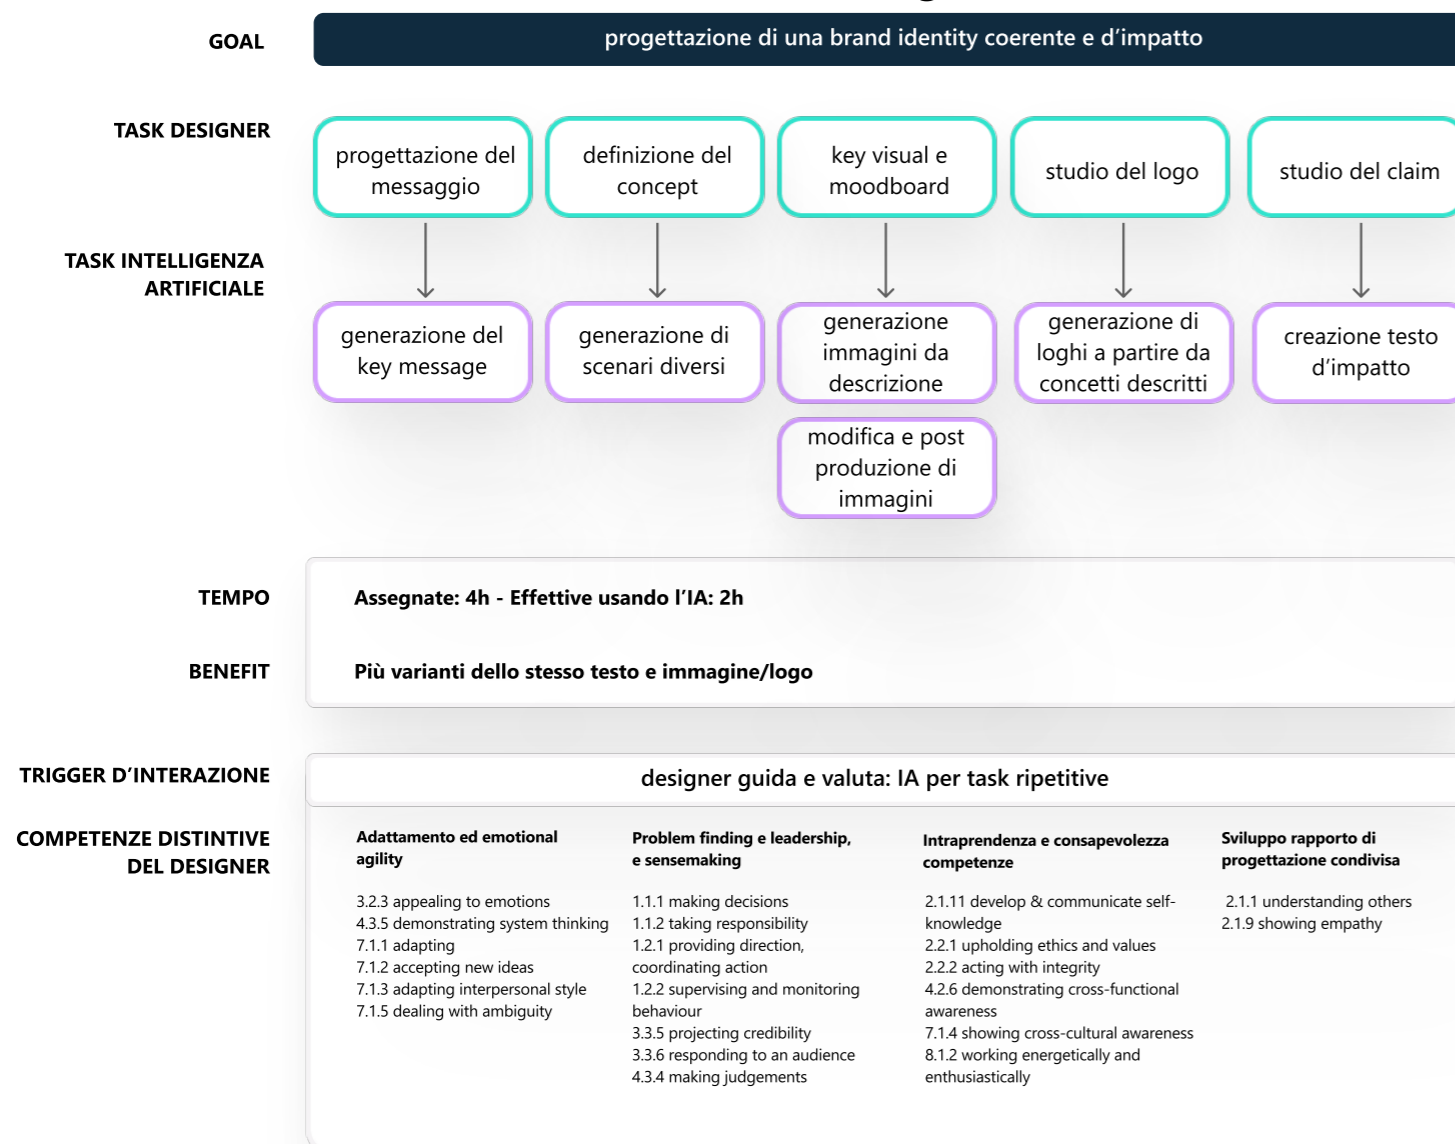 GOAL
progettazione di una brand identity coerente e d’impatto
TASK DESIGNER
progettazione del
messaggio
definizione del
concept
key visual e
moodboard
studio del logo
studio del claim
TASK INTELLIGENZA
ARTIFICIALE
generazione del
key message
generazione di
scenari diversi
generazione
immagini da
descrizione
generazione di
loghi a partire da
concetti descritti
creazione testo
d’impatto
modifica e post
produzione di
immagini
TEMPO
Assegnate: 4h - Effettive usando l’IA: 2h
BENEFIT
Più varianti dello stesso testo e immagine/logo
TRIGGER D’INTERAZIONE
designer guida e valuta: IA per task ripetitive
COMPETENZE DISTINTIVE
DEL DESIGNER
Adattamento ed emotional
agility
3.2.3 appealing to emotions
4.3.5 demonstrating system thinking
7.1.1 adapting
7.1.2 accepting new ideas
7.1.3 adapting interpersonal style
7.1.5 dealing with ambiguity
Problem finding e leadership,
e sensemaking
1.1.1 making decisions
1.1.2 taking responsibility
1.2.1 providing direction,
coordinating action
1.2.2 supervising and monitoring
behaviour
3.3.5 projecting credibility
3.3.6 responding to an audience
4.3.4 making judgements
Intraprendenza e consapevolezza
competenze
2.1.11 develop & communicate self-
knowledge
2.2.1 upholding ethics and values
2.2.2 acting with integrity
4.2.6 demonstrating cross-functional
awareness
7.1.4 showing cross-cultural awareness
8.1.2 working energetically and
enthusiastically
Sviluppo rapporto di
progettazione condivisa
2.1.1 understanding others
2.1.9 showing empathy